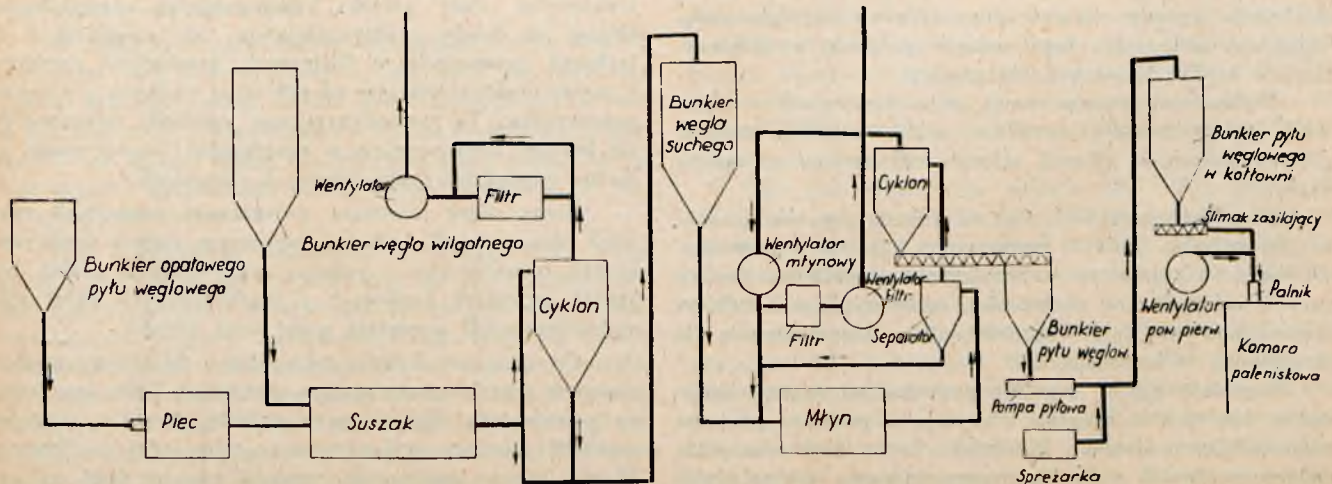 Bunkier opałowego
pyłu węglowego
Piec
Bunkier węgla wilgotnego
Suszak
Wentylator
Filtr
Cyklon
Bunkier
węgla
suchego
Wentylator
młynowy
Filtr
Wentylator
filtr
Cyklon
Separator
Młyn
Bunkier
pyłu węglow
Pompa pyłowa
Sprężarka
Bunkier pyłu
węglowego
w kotłowni
Ślimak zasilający
Wentylator
pow pierw
Palnik
Komora
paleniskowa